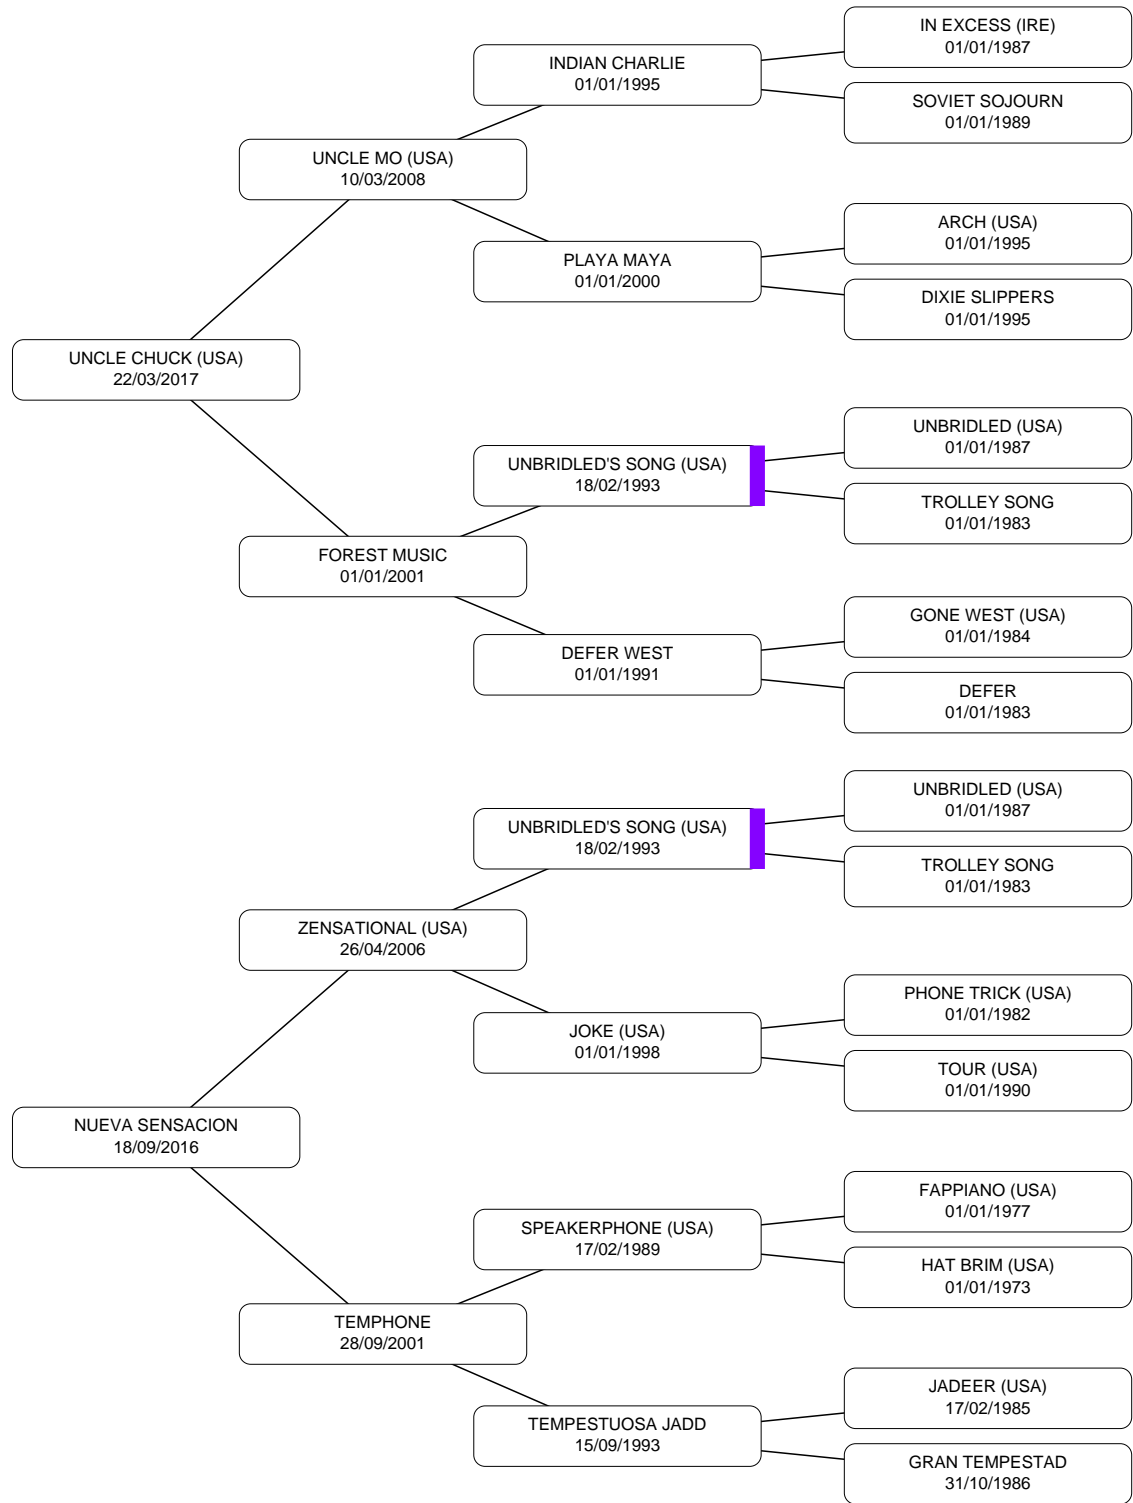 IN EXCESS (IRE)
01/01/1987
INDIAN CHARLIE
01/01/1995
SOVIET SOJOURN
01/01/1989
UNCLE MO (USA)
10/03/2008
ARCH (USA)
01/01/1995
PLAYA MAYA
01/01/2000
DIXIE SLIPPERS
01/01/1995
UNCLE CHUCK (USA)
22/03/2017
UNBRIDLED (USA)
01/01/1987
UNBRIDLED'S SONG (USA)
18/02/1993
TROLLEY SONG
01/01/1983
FOREST MUSIC
01/01/2001
GONE WEST (USA)
01/01/1984
DEFER WEST
01/01/1991
DEFER
01/01/1983
UNBRIDLED (USA)
01/01/1987
UNBRIDLED'S SONG (USA)
18/02/1993
TROLLEY SONG
01/01/1983
ZENSATIONAL (USA)
26/04/2006
PHONE TRICK (USA)
01/01/1982
JOKE (USA)
01/01/1998
TOUR (USA)
01/01/1990
NUEVA SENSACION
18/09/2016
FAPPIANO (USA)
01/01/1977
SPEAKERPHONE (USA)
17/02/1989
HAT BRIM (USA)
01/01/1973
TEMPHONE
28/09/2001
JADEER (USA)
17/02/1985
TEMPESTUOSA JADD
15/09/1993
GRAN TEMPESTAD
31/10/1986